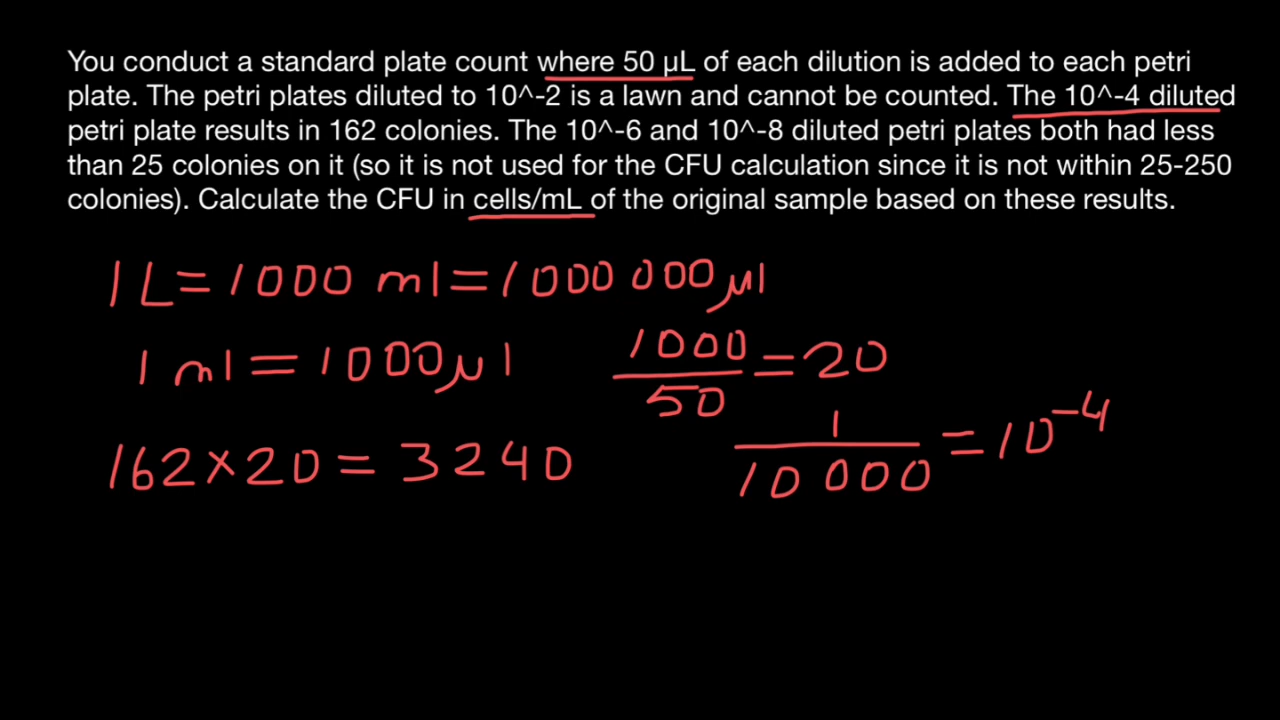 You conduct a standard plate count where 50 µL of each dilution is added to each petri
plate. The petri plates diluted to 10^-2 is a lawn and cannot be counted. The 10^-4 diluted
petri plate results in 162 colonies. The 10^-6 and 10^-8 diluted petri plates both had less
than 25 colonies on it (so it is not used for the CFU calculation since it is not within 25-250
colonies). Calculate the CFU in cells/mL of the original sample based on these results.
1 L = 1000 ml = 1000 000 µl
1 ml = 1000 µl
1000/50 = 20
162 × 20 = 3240
1/10 000 = 10⁻⁴